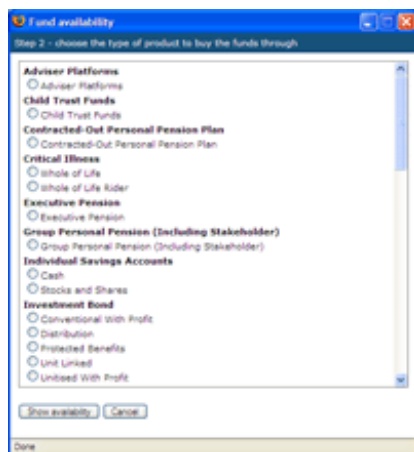 Fund availability
Step 2 - choose the type of product to buy the funds through
Adviser Platforms
Adviser Platforms
Child Trust Funds
Child Trust Funds
Contracted-Out Personal Pension Plan
Contracted-Out Personal Pension Plan
Critical Illness
Whole of Life
Whole of Life Rider
Executive Pension
Executive Pension
Group Personal Pension (Including Stakeholder)
Group Personal Pension (Including Stakeholder)
Individual Savings Accounts
Cash
Stocks and Shares
Investment Bond
Conventional With Profit
Distribution
Protected Benefits
Unit Linked
Unitised With Profit
Show availability Cancel
Done